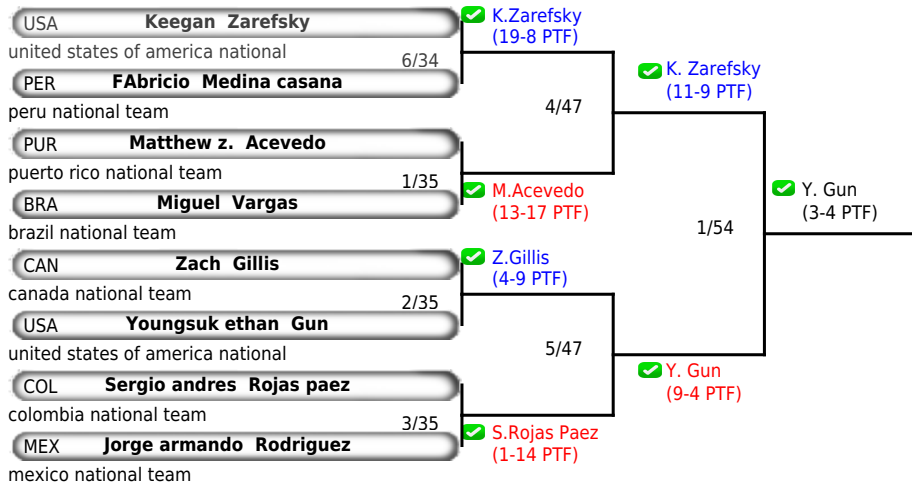 USA Keegan Zarefsky
united states of america national
6/34
PER FAbricio Medina casana
peru national team
PUR Matthew z. Acevedo
puerto rico national team
1/35
BRA Miguel Vargas
brazil national team
CAN Zach Gillis
canada national team
2/35
USA Youngsuk ethan Gun
united states of america national
COL Sergio andres Rojas paez
colombia national team
3/35
MEX Jorge armando Rodriguez
mexico national team
K.Zarefsky
(19-8 PTF)
4/47
M.Acevedo
(13-17 PTF)
Z.Gillis
(4-9 PTF)
5/47
S.Rojas Paez
(1-14 PTF)
K. Zarefsky
(11-9 PTF)
1/54
Y. Gun
(9-4 PTF)
Y. Gun
(3-4 PTF)